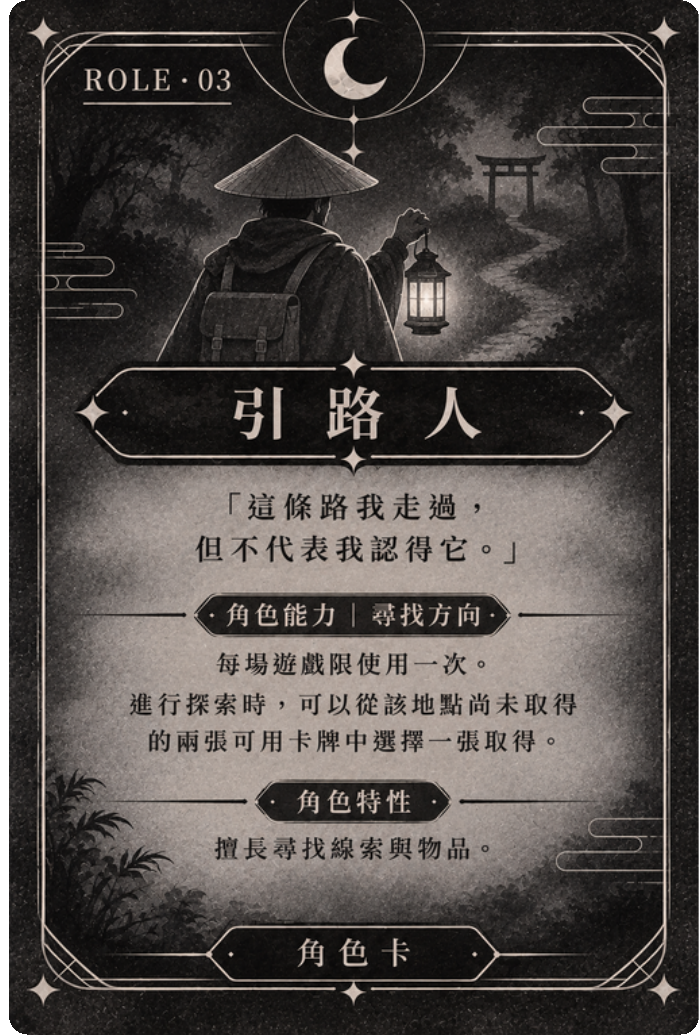 ROLE・03
引路人
「這條路我走過，
但不代表我認得它。」
角色能力｜尋找方向
每場遊戲限使用一次。
進行探索時，可以從該地點尚未取得
的兩張可用卡牌中選擇一張取得。
角色特性
擅長尋找線索與物品。
角色卡